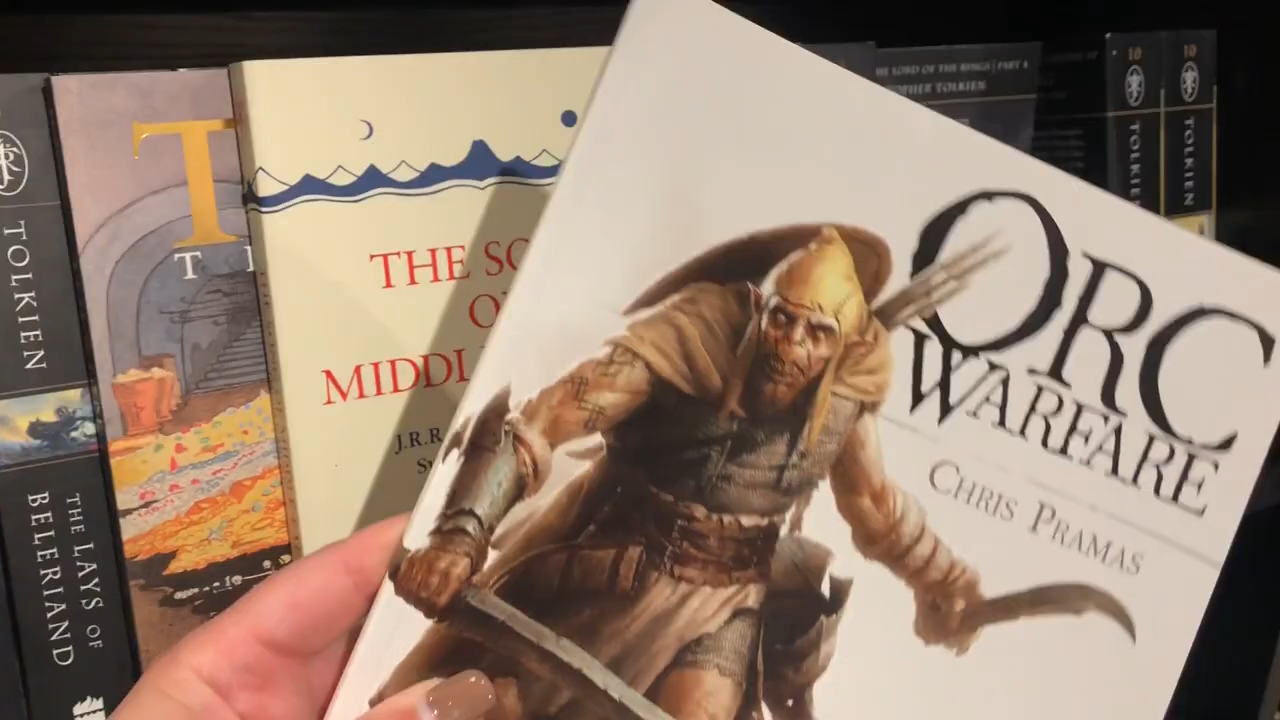 TOLKIEN
THE LAYS OF
BELERIAND
T
T
THE SO
O
MIDDL
J.R.R
ORC
WARFARE
CHRIS PRAMAS
THE LORD OF THE RINGS | PART 4
10
TOLKIEN
10
TOLKIEN